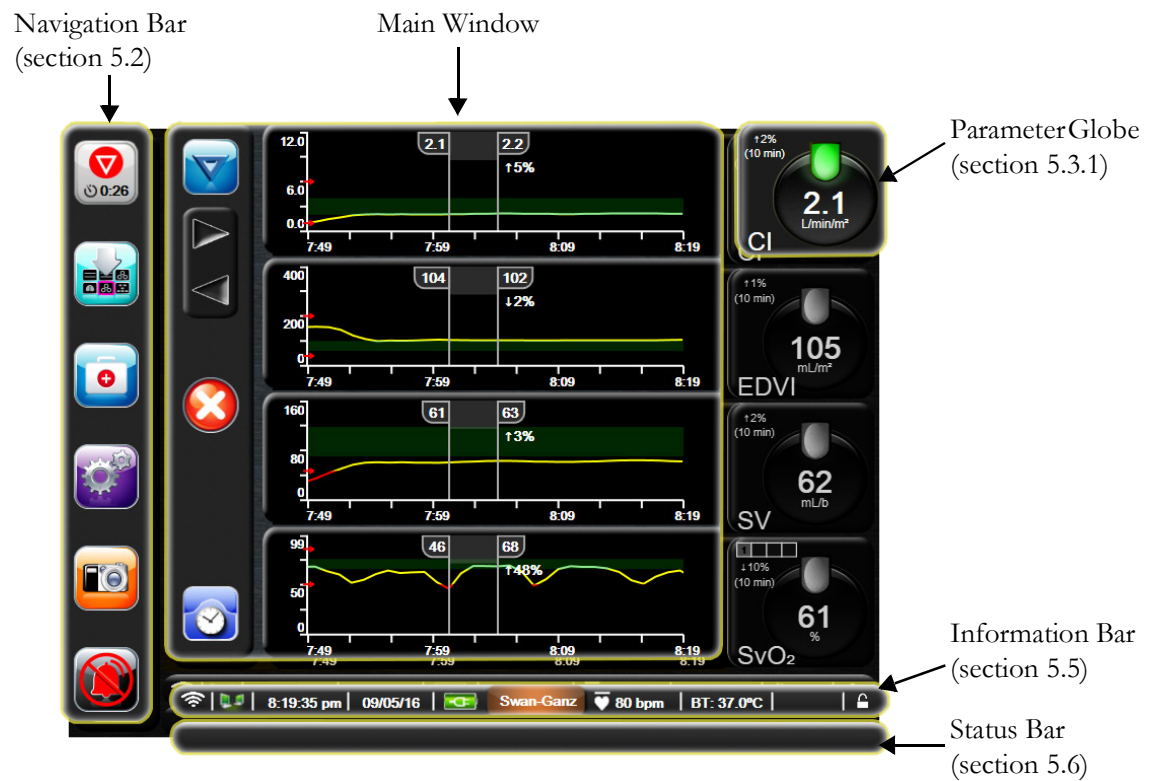 Navigation Bar
(section 5.2)
Main Window
Parameter Globe
(section 5.3.1)
0:26
12.0
6.0
0.0
2.1
2.2
↑5%
7:49
7:59
8:09
8:19
↑2%
(10 min)
2.1
L/min/m²
CI
400
200
0
104
102
↓2%
7:49
7:59
8:09
8:19
↑1%
(10 min)
105
mL/m²
EDVI
160
80
0
61
63
↑3%
7:49
7:59
8:09
8:19
↑2%
(10 min)
62
mL/b
SV
99
50
0
46
68
↑48%
7:49
7:59
8:09
8:19
7:49
7:59
8:09
8:19
1
↓10%
(10 min)
61
%
SvO₂
Information Bar
(section 5.5)
8:19:35 pm
09/05/16
Swan-Ganz
80 bpm
BT: 37.0ºC
Status Bar
(section 5.6)